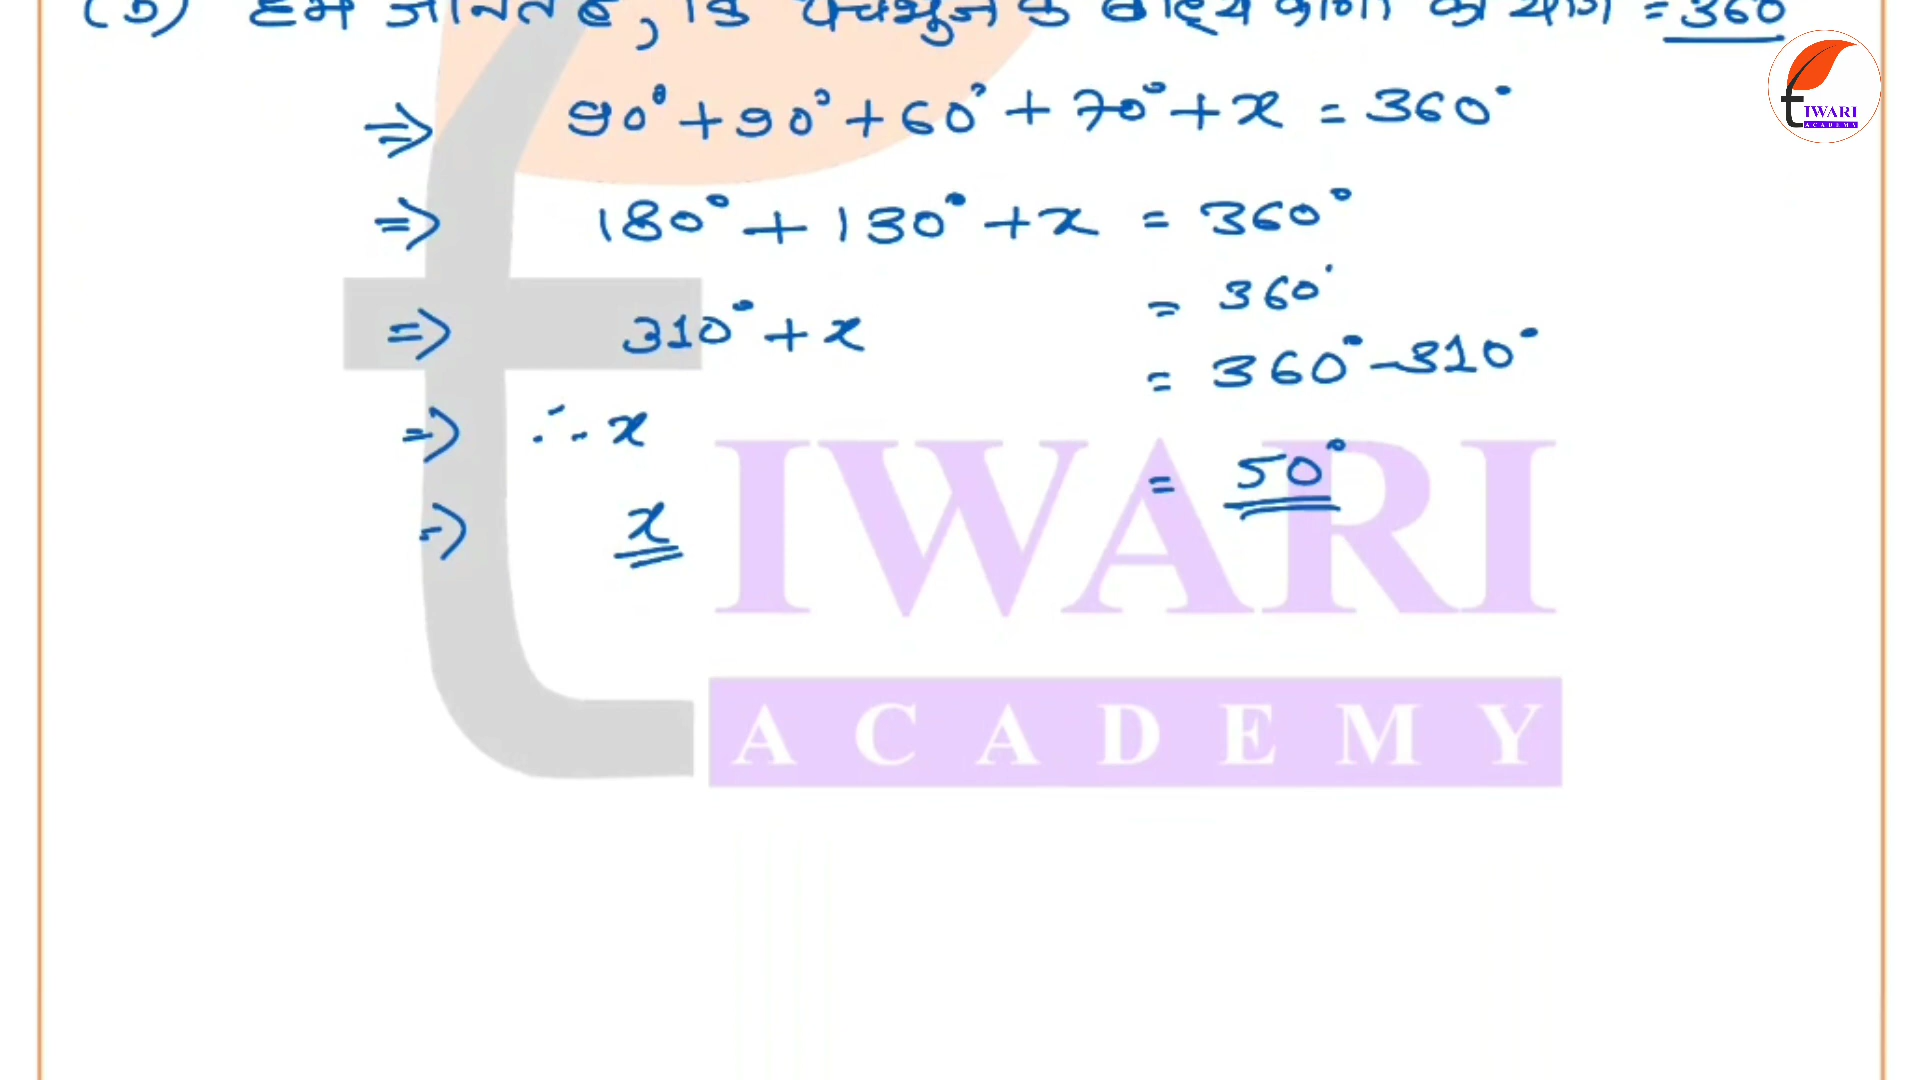 (b) हम जानते हैं, कि पंचभुज के बाह्य कोणों का योग = 360
⇒ 90° + 90° + 60° + 70° + x = 360°
⇒ 180° + 130° + x = 360°
⇒ 310° + x = 360°
⇒ ∴ x = 360° - 310°
⇒ x = 50°
tIWARI
ACADEMY
tIWARI
ACADEMY